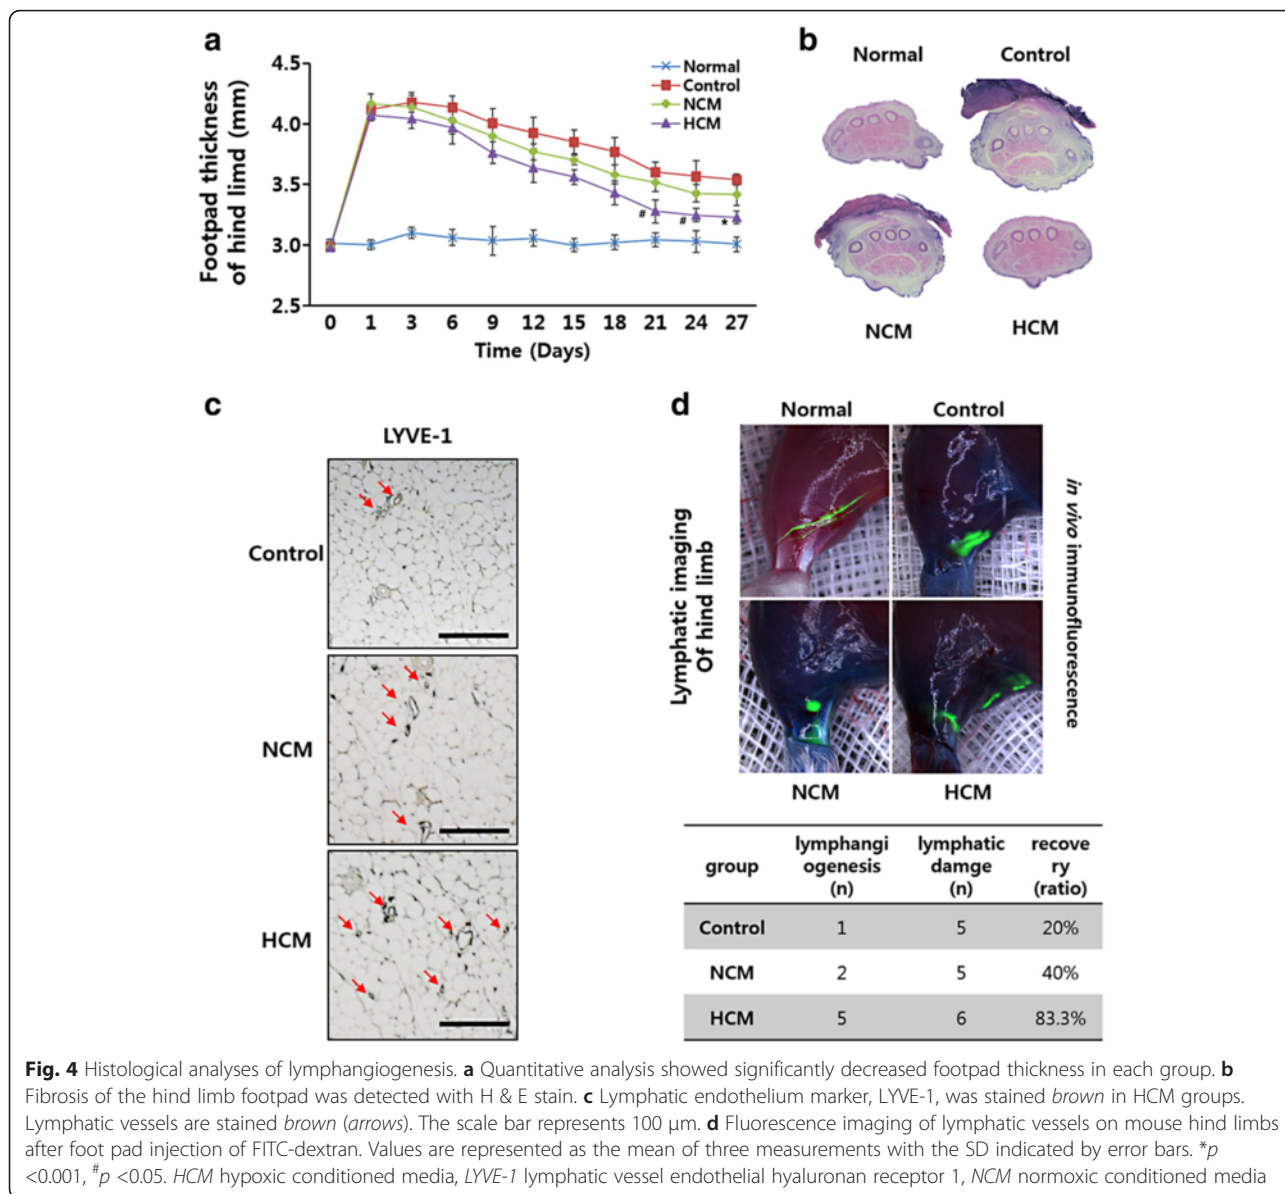 a
Footpad thickness
of hind limd (mm)
4.5
4.0
3.5
3.0
2.5
Normal
Control
NCM
HCM
#
#
*
0 1 3 6 9 12 15 18 21 24 27
Time (Days)
b
Normal Control
NCM HCM
c
LYVE-1
Control
NCM
HCM
d
Normal Control
Lymphatic imaging
Of hind limb
in vivo immunofluorescence
NCM HCM
group lymphangi lymphatic recove
ogenesis damge ry
(n) (n) (ratio)
Control 1 5 20%
NCM 2 5 40%
HCM 5 6 83.3%
Fig. 4 Histological analyses of lymphangiogenesis. a Quantitative analysis showed significantly decreased footpad thickness in each group. b
Fibrosis of the hind limb footpad was detected with H & E stain. c Lymphatic endothelium marker, LYVE-1, was stained brown in HCM groups.
Lymphatic vessels are stained brown (arrows). The scale bar represents 100 μm. d Fluorescence imaging of lymphatic vessels on mouse hind limbs
after foot pad injection of FITC-dextran. Values are represented as the mean of three measurements with the SD indicated by error bars. *p
<0.001, #p <0.05. HCM hypoxic conditioned media, LYVE-1 lymphatic vessel endothelial hyaluronan receptor 1, NCM normoxic conditioned media